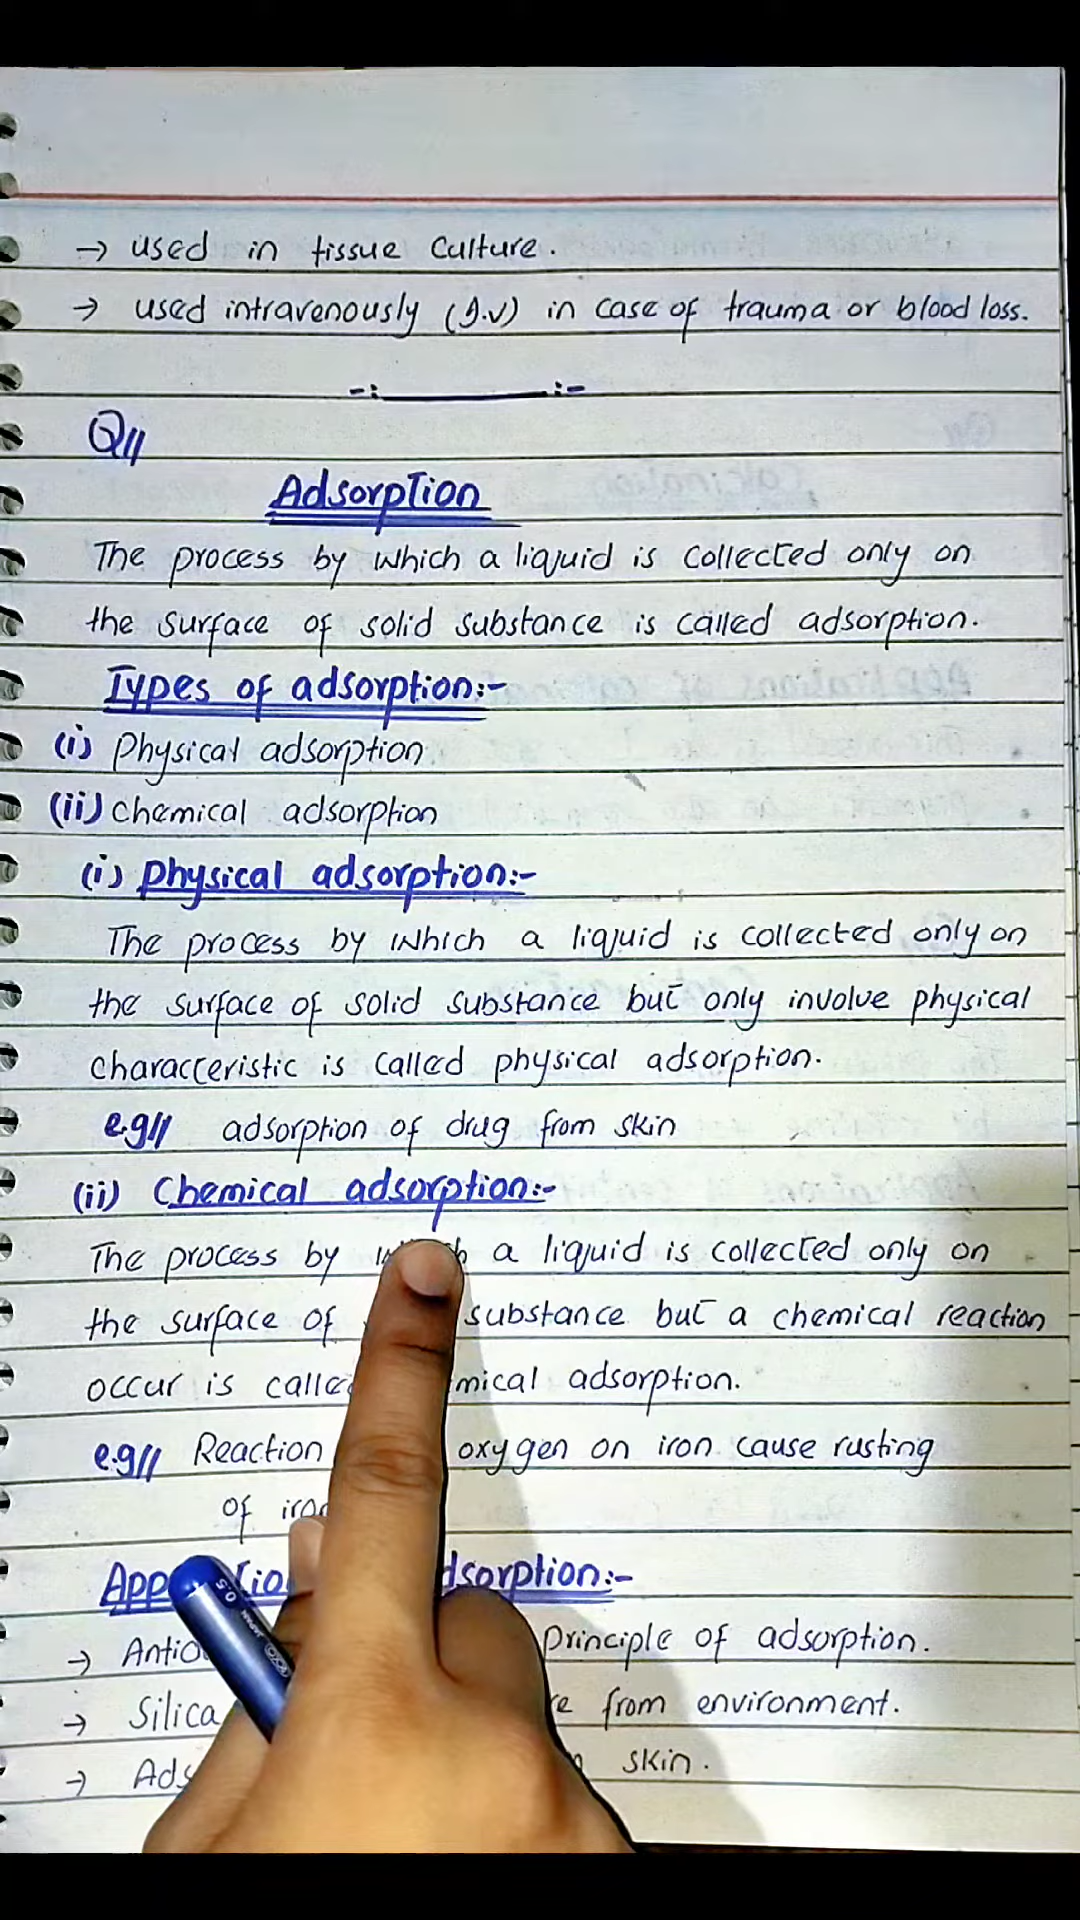 → used in tissue culture.
→ used intravenously (I.V) in case of trauma or blood loss.
-: :-
Q//
Adsorption
The process by which a liquid is collected only on
the surface of solid substance is called adsorption.
Types of adsorption:-
(i) Physical adsorption
(ii) Chemical adsorption
(i) Physical adsorption:-
The process by which a liquid is collected only on
the surface of solid substance but only involve physical
characteristic is called physical adsorption.
e.g// adsorption of drug from skin
(ii) Chemical adsorption:-
The process by a liquid is collected only on
the surface of substance but a chemical reaction
occur is adsorption.
e.g// Reaction oxygen on iron cause rusting
of
adsorption:-
→ Principle of adsorption.
→ Silica from environment.
→ skin.
0.5